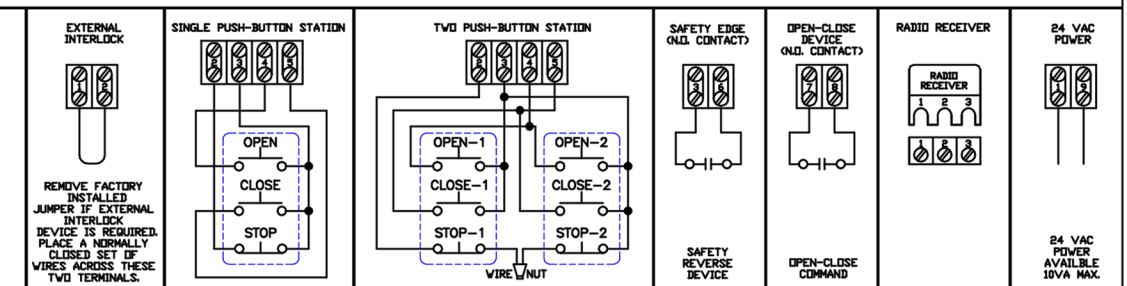 EXTERNAL
INTERLOCK
1 2
REMOVE FACTORY
INSTALLED
JUMPER IF EXTERNAL
INTERLOCK
DEVICE IS REQUIRED.
PLACE A NORMALLY
CLOSED SET OF
WIRES ACROSS THESE
TWO TERMINALS.
SINGLE PUSH-BUTTON STATION
2 3 4 5
OPEN
CLOSE
STOP
TWO PUSH-BUTTON STATION
2 3 4 5
OPEN-1 OPEN-2
CLOSE-1 CLOSE-2
STOP-1 STOP-2
WIRE NUT
SAFETY EDGE
(N.O. CONTACT)
3 6
SAFETY
REVERSE
DEVICE
OPEN-CLOSE
DEVICE
(N.O. CONTACT)
7 8
OPEN-CLOSE
COMMAND
RADIO RECEIVER
RADIO
RECEIVER
1 2 3
1 2 3
24 VAC
POWER
1 9
24 VAC
POWER
AVAILBLE
10VA MAX.